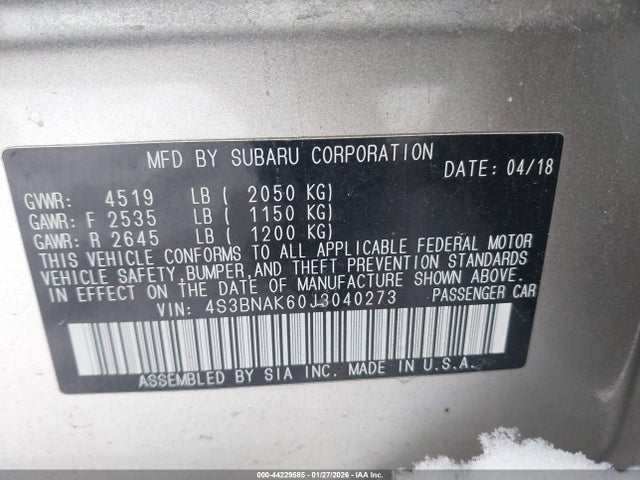 MFD BY SUBARU CORPORATION
DATE: 04/18
GVWR: 4519 LB ( 2050 KG)
GAWR: F 2535 LB ( 1150 KG)
GAWR: R 2645 LB ( 1200 KG)
THIS VEHICLE CONFORMS TO ALL APPLICABLE FEDERAL MOTOR
VEHICLE SAFETY,BUMPER,AND THEFT PREVENTION STANDARDS
IN EFFECT ON THE DATE OF MANUFACTURE SHOWN ABOVE.
VIN: 4S3BNAK60J3040273 PASSENGER CAR
ASSEMBLED BY SIA INC. MADE IN U.S.A.
000-44229585 - 01/27/2026 - IAA Inc.